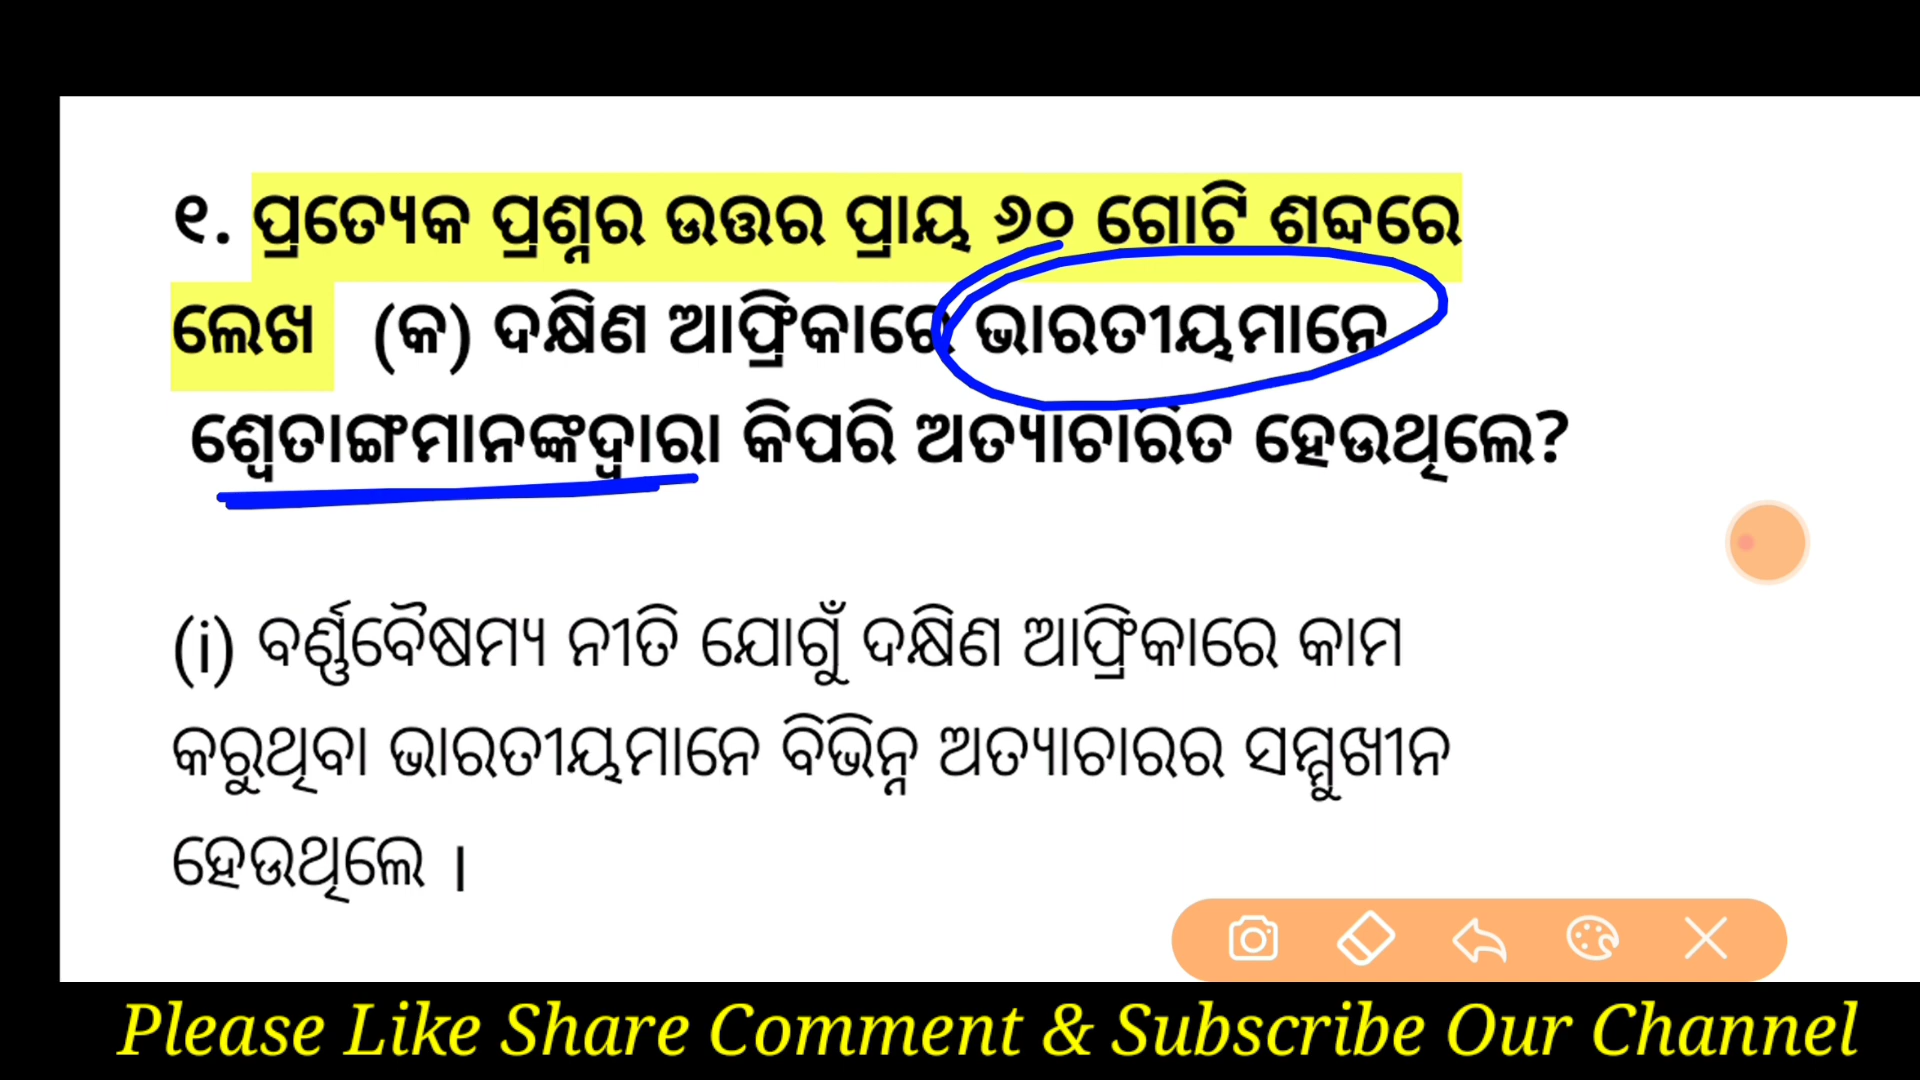 ୧. ପ୍ରତ୍ୟେକ ପ୍ରଶ୍ନର ଉତ୍ତର ପ୍ରାୟ ୬୦ ଗୋଟି ଶବ୍ଦରେ
ଲେଖ (କ) ଦକ୍ଷିଣ ଆଫ୍ରିକାରେ ଭାରତୀୟମାନେ
ଶ୍ୱେତାଙ୍ଗମାନଙ୍କଦ୍ୱାରା କିପରି ଅତ୍ୟାଚାରିତ ହେଉଥିଲେ?
(i) ବର୍ଣ୍ଣବୈଷମ୍ୟ ନୀତି ଯୋଗୁଁ ଦକ୍ଷିଣ ଆଫ୍ରିକାରେ କାମ
କରୁଥିବା ଭାରତୀୟମାନେ ବିଭିନ୍ନ ଅତ୍ୟାଚାରର ସମ୍ମୁଖୀନ
ହେଉଥିଲେ ।
Please Like Share Comment & Subscribe Our Channel